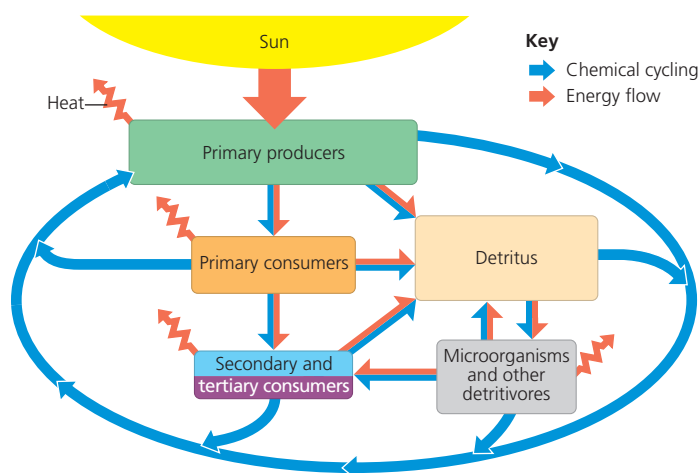 Sun
Key
Chemical cycling
Energy flow
Heat
Primary producers
Primary consumers
Detritus
Secondary and
tertiary consumers
Microorganisms
and other
detritivores